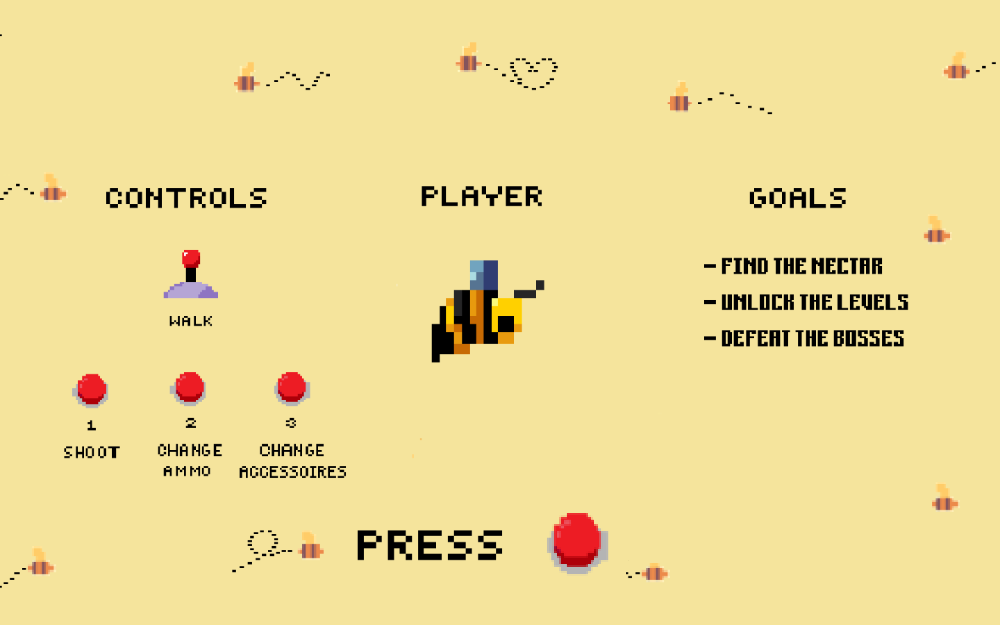 CONTROLS
WALK
1
SHOOT
2
CHANGE
AMMO
3
CHANGE
ACCESSOIRES
PLAYER
GOALS
- FIND THE NECTAR
- UNLOCK THE LEVELS
- DEFEAT THE BOSSES
PRESS